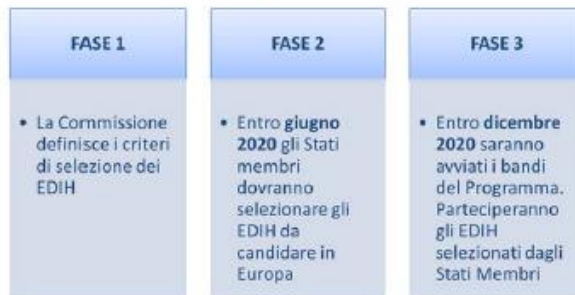 FASE 1
• La Commissione
definisce i criteri
di selezione dei
EDIH
FASE 2
• Entro giugno
2020 gli Stati
membri
dovranno
selezionare gli
EDIH da
candidare in
Europa
FASE 3
• Entro dicembre
2020 saranno
avviati i bandi
del Programma.
Parteciperanno
gli EDIH
selezionati dagli
Stati Membri